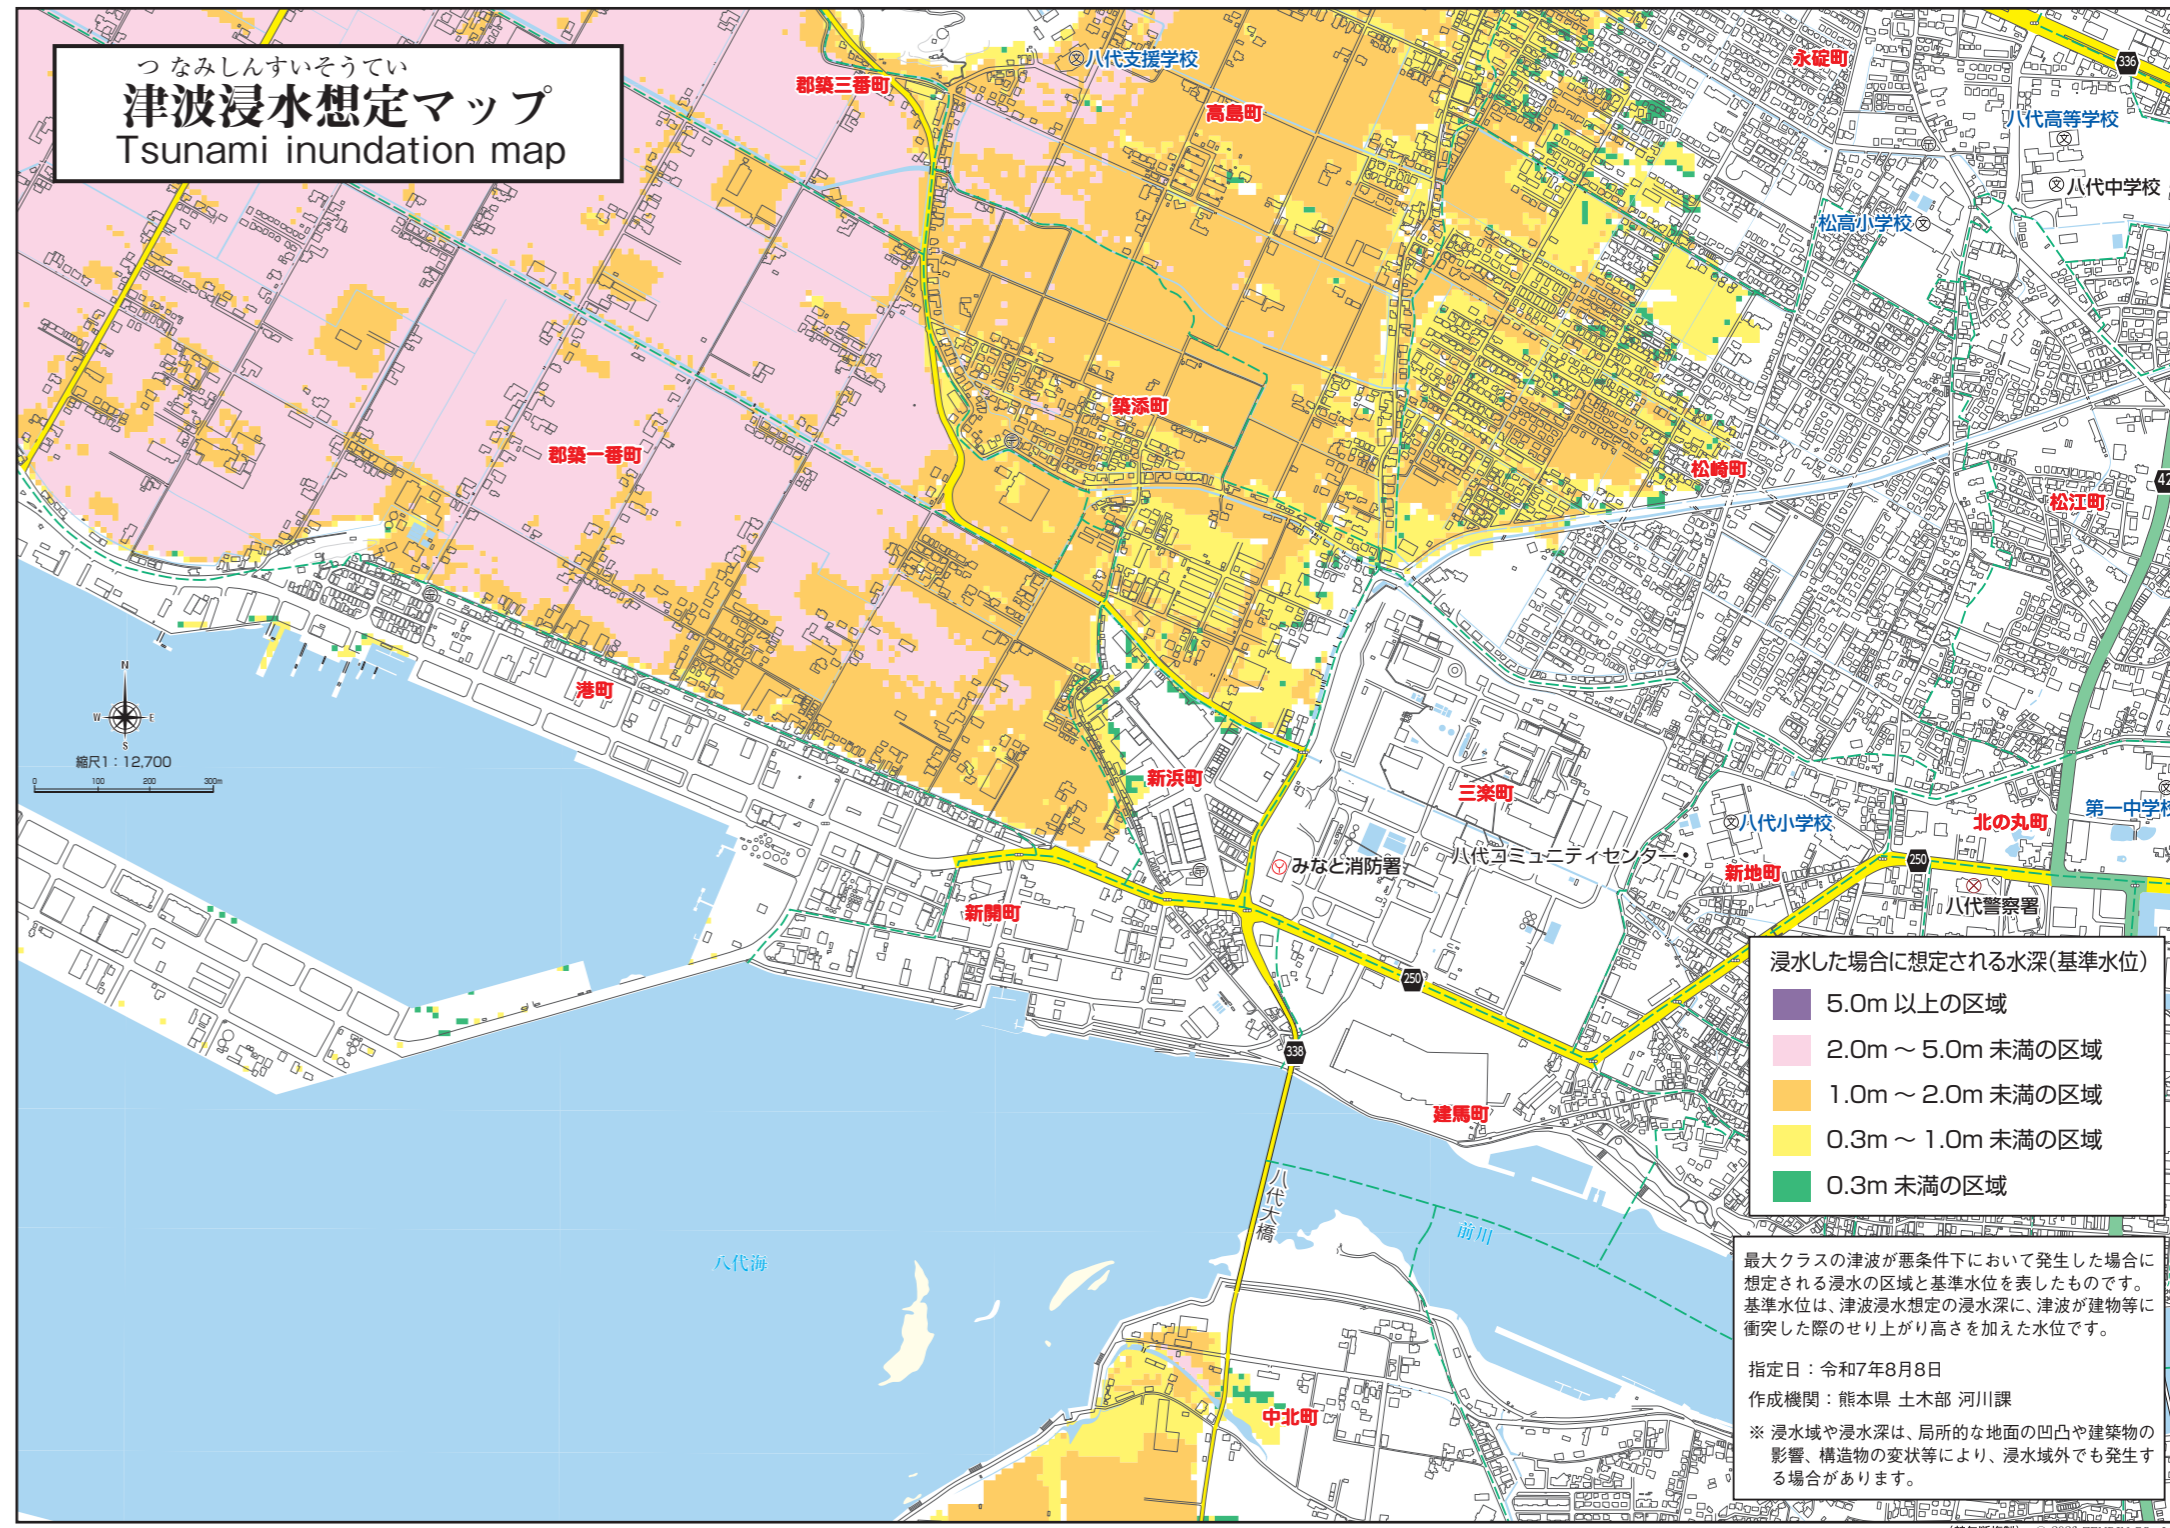 つ なみしんすいそうてい
津波浸水想定マップ
Tsunami inundation map
八代支援学校
永碇町
336
郡築三番町
高島町
八代高等学校
八代中学校
松高小学校
築添町
郡築一番町
松崎町
松江町
42
N
W E
S
縮尺1：12,700
0 100 200 300m
港町
新浜町
三楽町
八代小学校
第一中学校
北の丸町
みなと消防署
八代コミュニティセンター
新地町
250
八代警察署
新開町
250
338
建馬町
八代大橋
前川
八代海
中北町
浸水した場合に想定される水深（基準水位）
5.0m 以上の区域
2.0m ～ 5.0m 未満の区域
1.0m ～ 2.0m 未満の区域
0.3m ～ 1.0m 未満の区域
0.3m 未満の区域
最大クラスの津波が悪条件下において発生した場合に
想定される浸水の区域と基準水位を表したものです。
基準水位は、津波浸水想定の浸水深に、津波が建物等に
衝突した際のせり上がり高さを加えた水位です。
指定日：令和7年8月8日
作成機関：熊本県 土木部 河川課
※ 浸水域や浸水深は、局所的な地面の凹凸や建築物の
影響、構造物の変状等により、浸水域外でも発生す
る場合があります。